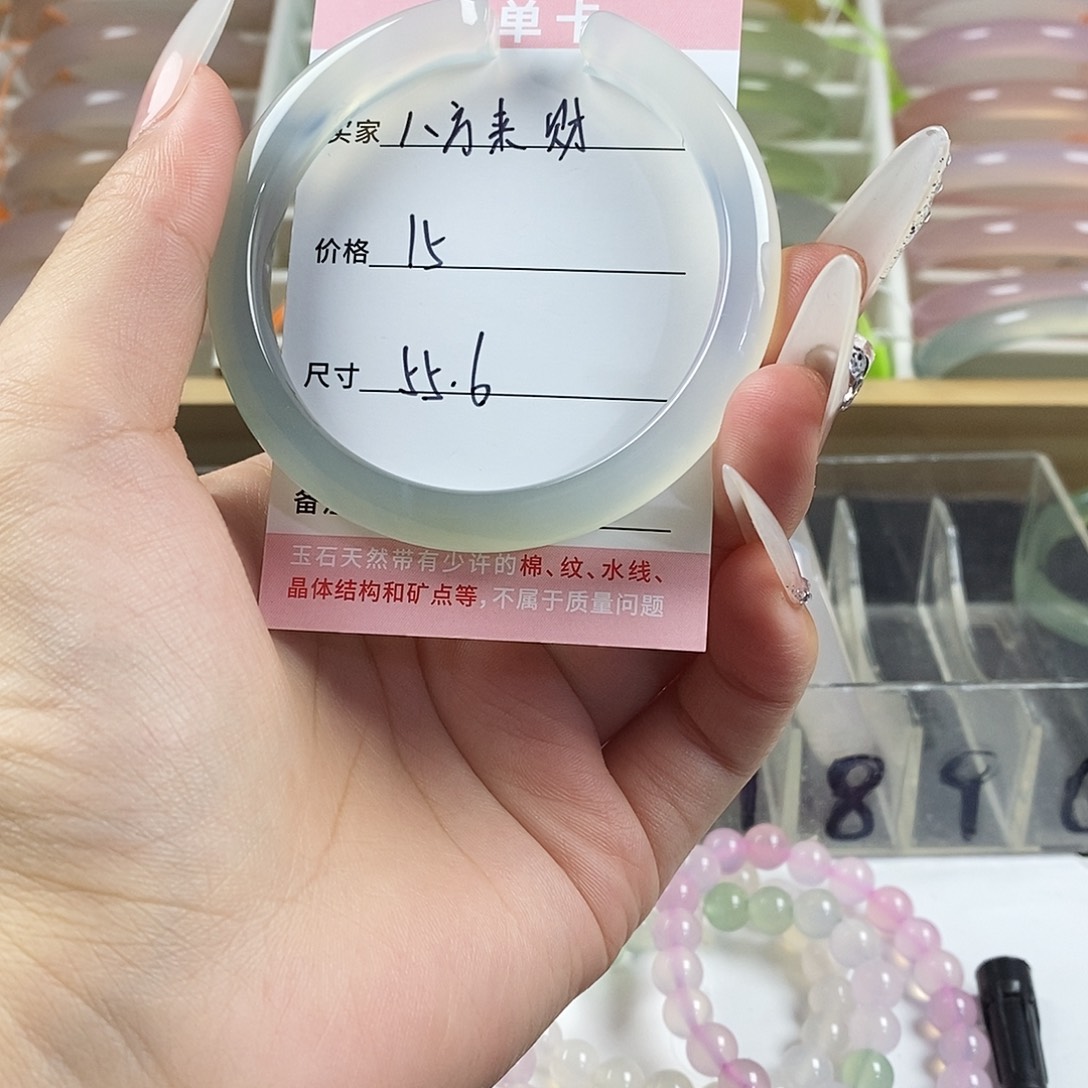 单卡
买家 八方来财
价格 15
尺寸 55.6
备注
玉石天然带有少许的棉、纹、水线、
晶体结构和矿点等，不属于质量问题
8 9